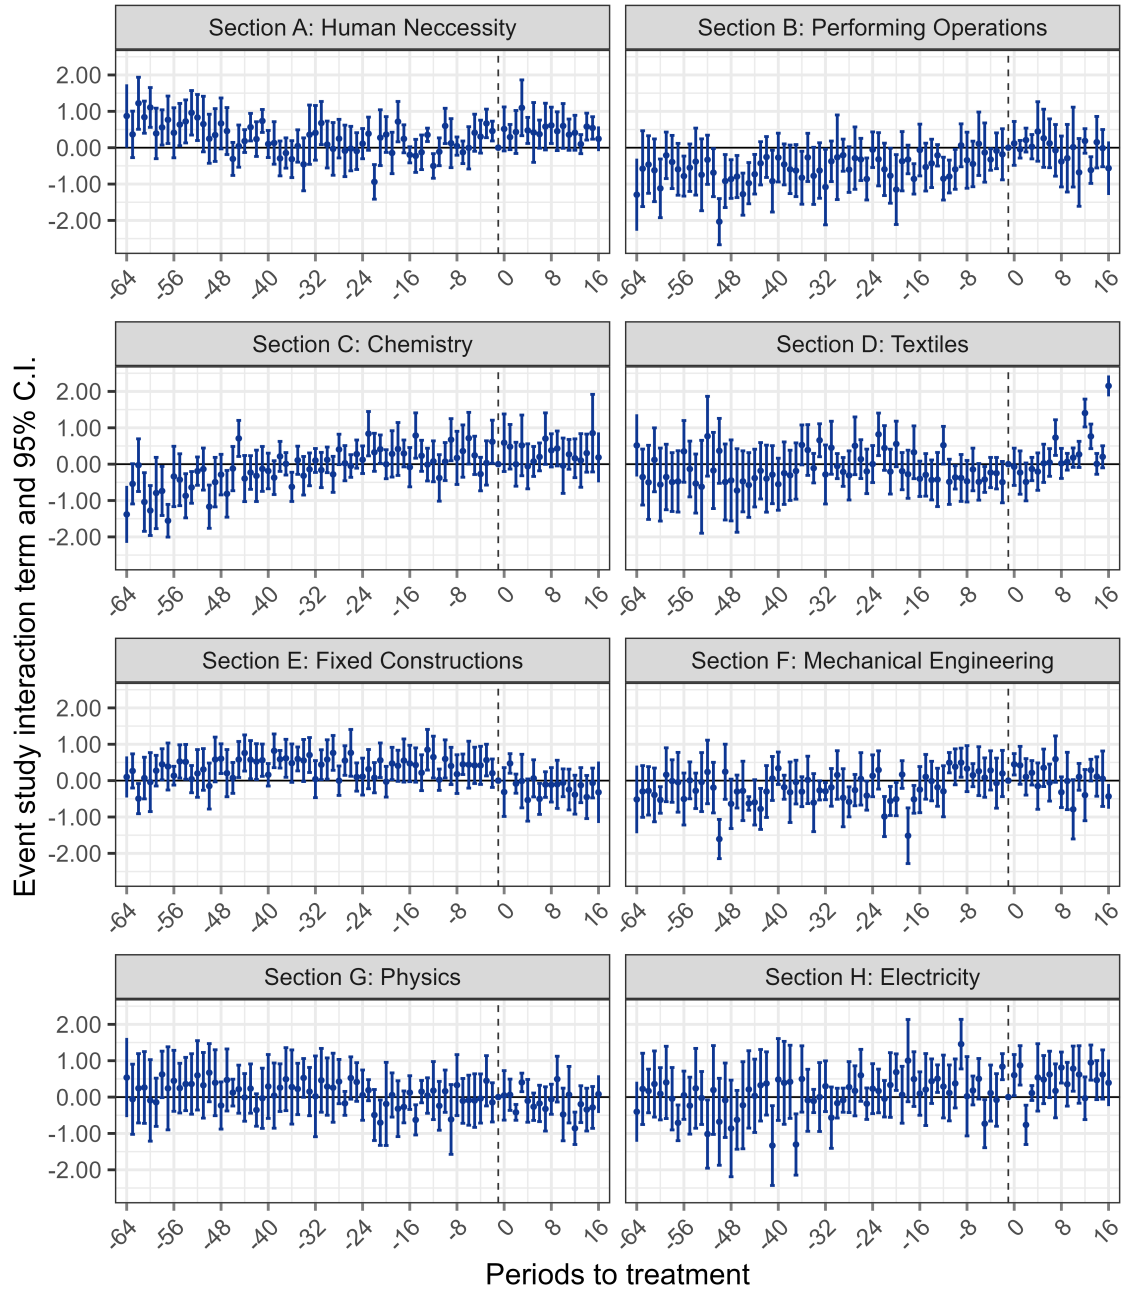 Section A: Human Neccessity
Section B: Performing Operations
2.00
1.00
0.00
-1.00
-2.00
-64 -56 -48 -40 -32 -24 -16 -8 0 8 16
-64 -56 -48 -40 -32 -24 -16 -8 0 8 16
Section C: Chemistry
Section D: Textiles
2.00
1.00
0.00
-1.00
-2.00
-64 -56 -48 -40 -32 -24 -16 -8 0 8 16
-64 -56 -48 -40 -32 -24 -16 -8 0 8 16
Event study interaction term and 95% C.I.
Section E: Fixed Constructions
Section F: Mechanical Engineering
2.00
1.00
0.00
-1.00
-2.00
-64 -56 -48 -40 -32 -24 -16 -8 0 8 16
-64 -56 -48 -40 -32 -24 -16 -8 0 8 16
Section G: Physics
Section H: Electricity
2.00
1.00
0.00
-1.00
-2.00
-64 -56 -48 -40 -32 -24 -16 -8 0 8 16
-64 -56 -48 -40 -32 -24 -16 -8 0 8 16
Periods to treatment